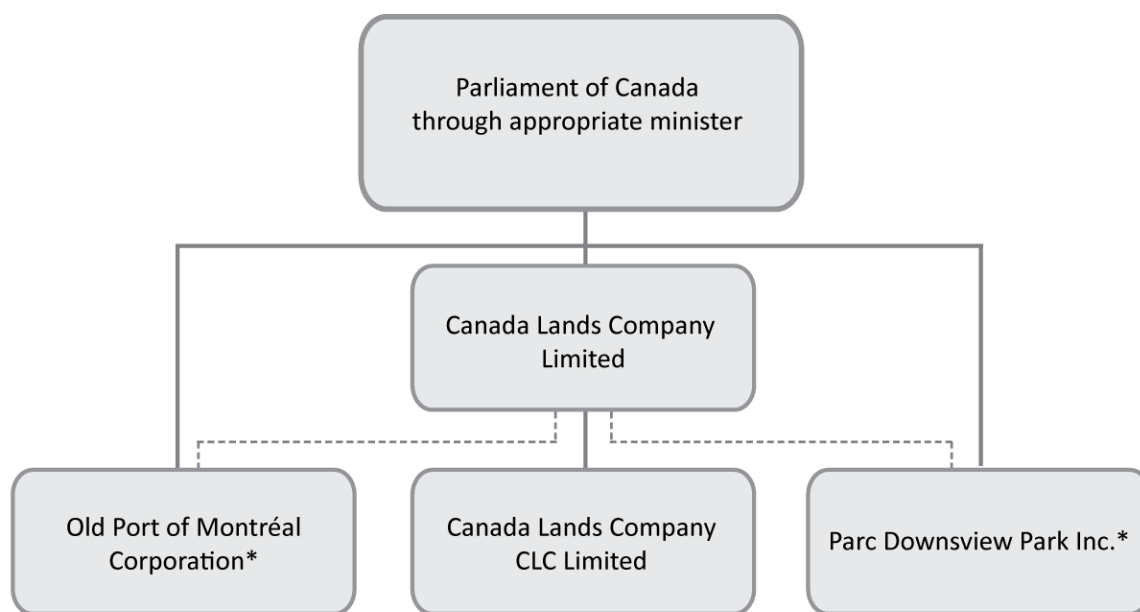 Parliament of Canada
through appropriate minister
Canada Lands Company
Limited
Old Port of Montréal
Corporation*
Canada Lands Company
CLC Limited
Parc Downsview Park Inc.*